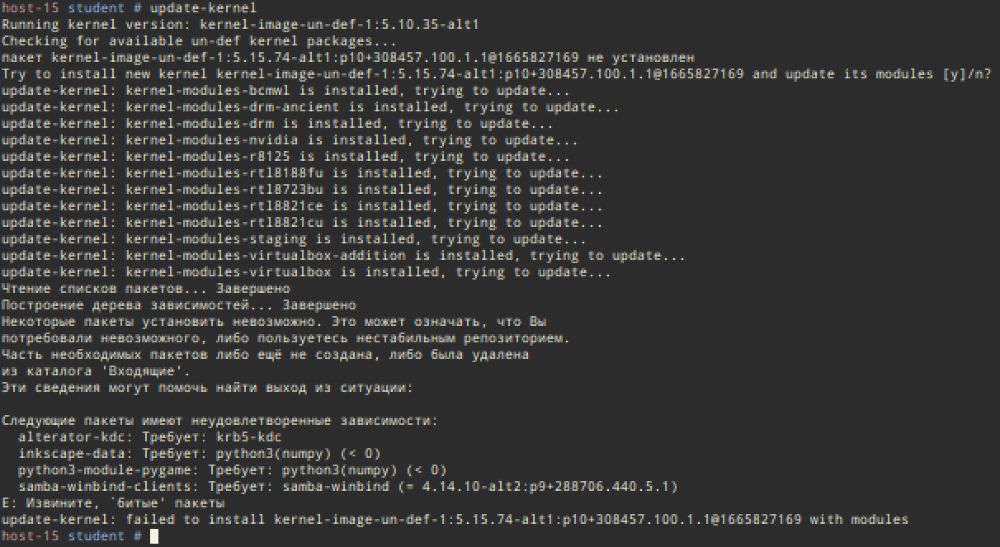 host-15 student # update-kernel
Running kernel version: kernel-image-un-def-1:5.10.35-alt1
Checking for available un-def kernel packages...
пакет kernel-image-un-def-1:5.15.74-alt1:p10+308457.100.1.1@1665827169 не установлен
Try to install new kernel kernel-image-un-def-1:5.15.74-alt1:p10+308457.100.1.1@1665827169 and update its modules [y]/n?
update-kernel: kernel-modules-bcmwl is installed, trying to update...
update-kernel: kernel-modules-drm-ancient is installed, trying to update...
update-kernel: kernel-modules-drm is installed, trying to update...
update-kernel: kernel-modules-nvidia is installed, trying to update...
update-kernel: kernel-modules-r8125 is installed, trying to update...
update-kernel: kernel-modules-rtl8188fu is installed, trying to update...
update-kernel: kernel-modules-rtl8723bu is installed, trying to update...
update-kernel: kernel-modules-rtl8821ce is installed, trying to update...
update-kernel: kernel-modules-rtl8821cu is installed, trying to update...
update-kernel: kernel-modules-staging is installed, trying to update...
update-kernel: kernel-modules-virtualbox-addition is installed, trying to update...
update-kernel: kernel-modules-virtualbox is installed, trying to update...
Чтение списков пакетов... Завершено
Построение дерева зависимостей... Завершено
Некоторые пакеты установить невозможно. Это может означать, что Вы
потребовали невозможного, либо пользуетесь нестабильным репозиторием.
Часть необходимых пакетов либо ещё не создана, либо была удалена
из каталога 'Входящие'.
Эти сведения могут помочь найти выход из ситуации:

Следующие пакеты имеют неудовлетворенные зависимости:
  alterator-kdc: Требует: krb5-kdc
  inkscape-data: Требует: python3(numpy) (< 0)
  python3-module-pygame: Требует: python3(numpy) (< 0)
  samba-winbind-clients: Требует: samba-winbind (= 4.14.10-alt2:p9+288706.440.5.1)
E: Извините, `битые' пакеты
update-kernel: failed to install kernel-image-un-def-1:5.15.74-alt1:p10+308457.100.1.1@1665827169 with modules
host-15 student #